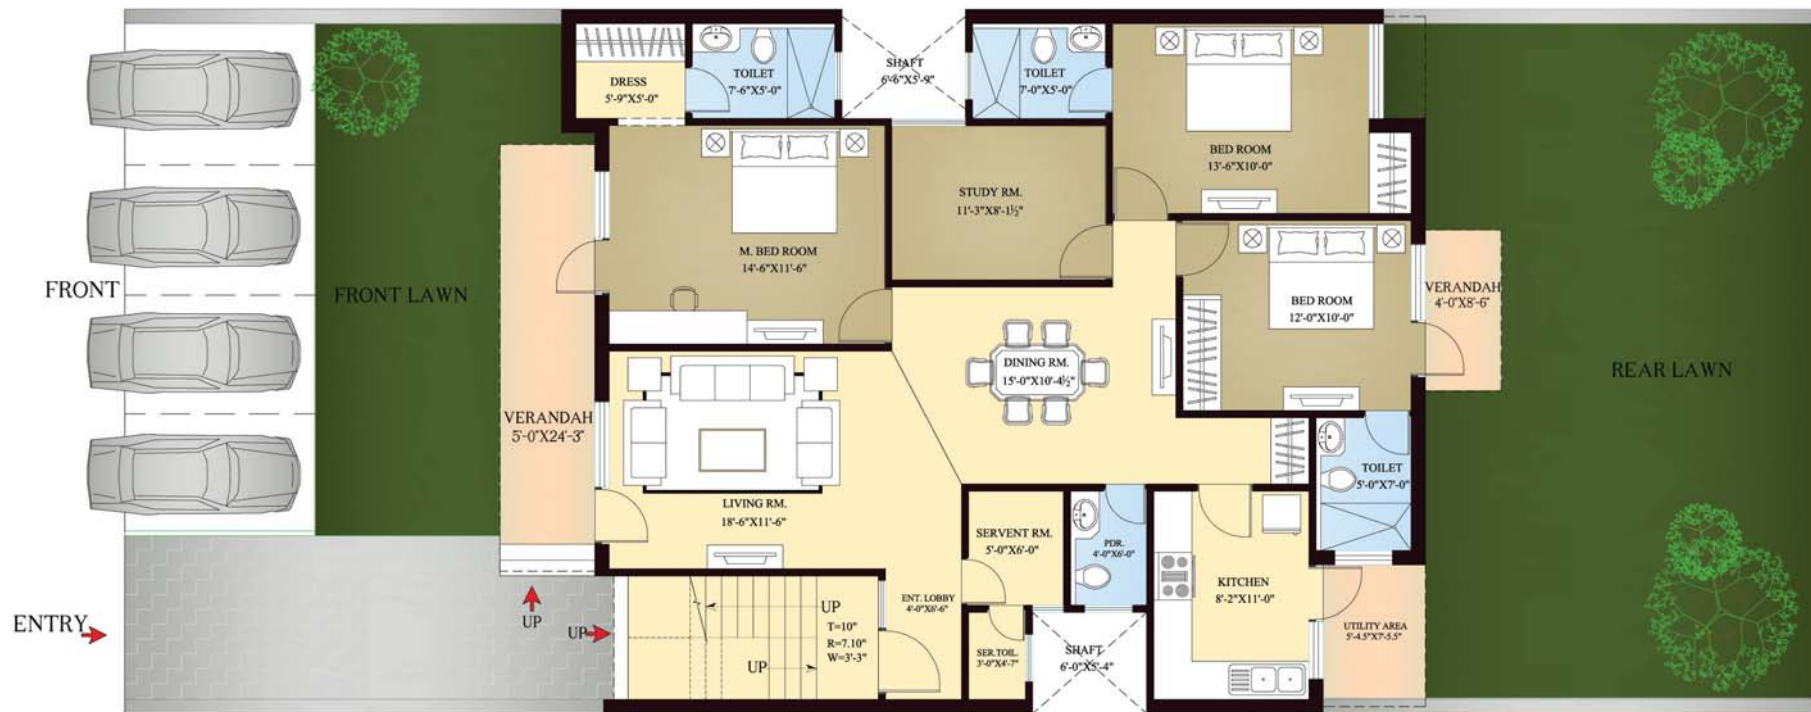 DRESS
5'-9"X5'-0"
TOILET
7'-6"X5'-0"
SHAFT
6'-6"X5'-9"
TOILET
7'-0"X5'-0"
BED ROOM
13'-6"X10'-0"
STUDY RM.
11'-3"X8'-1½"
M. BED ROOM
14'-6"X11'-6"
FRONT
FRONT LAWN
BED ROOM
12'-0"X10'-0"
VERANDAH
4'-0"X8'-6"
DINING RM.
15'-0"X10'-4½"
REAR LAWN
VERANDAH
5'-0"X24'-3"
LIVING RM.
18'-6"X11'-6"
TOILET
5'-0"X7'-0"
SERVENT RM.
5'-0"X6'-0"
PDR.
4'-0"X6'-0"
KITCHEN
8'-2"X11'-0"
ENT. LOBBY
4'-0"X6'-6"
UP
T=10"
R=7.10"
W=3'-3"
UP
ENTRY
UP
UP
SER.TOIL.
3'-0"X4'-7"
SHAFT
6'-0"X5'-4"
UTILITY AREA
5'-4.5"X7'-5.5"